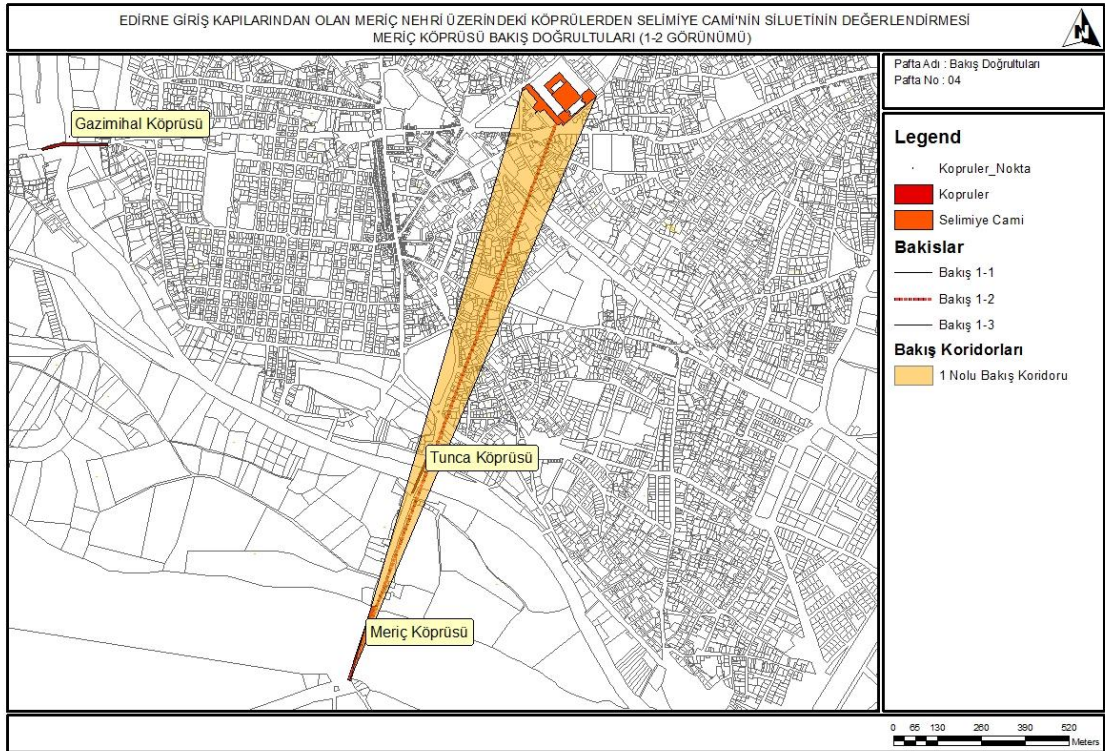 EDİRNE GİRİŞ KAPILARINDAN OLAN MERİÇ NEHRİ ÜZERİNDEKİ KÖPRÜLERDEN SELİMİYE CAMİ'NİN SİLUETİNİN DEĞERLENDİRMESİ
MERİÇ KÖPRÜSÜ BAKIŞ DOĞRULTULARI (1-2 GÖRÜNÜMÜ)
N
Pafta Adı : Bakış Doğrultuları
Pafta No : 04
Gazimihal Köprüsü
Tunca Köprüsü
Meriç Köprüsü
Legend
Kopruler_Nokta
Kopruler
Selimiye Cami
Bakislar
Bakış 1-1
Bakış 1-2
Bakış 1-3
Bakış Koridorları
1 Nolu Bakış Koridoru
0 65 130 260 390 520
Meters